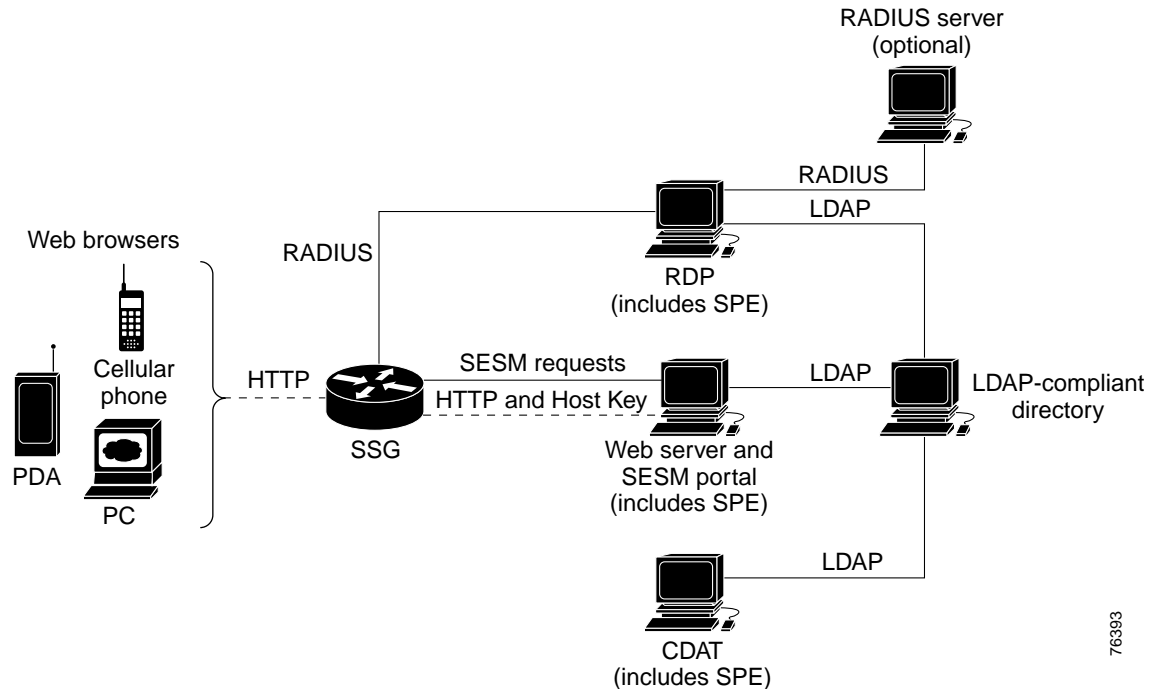 RADIUS server
(optional)
RADIUS
LDAP
RADIUS
RDP
(includes SPE)
Web browsers
Cellular
phone
PDA
PC
HTTP
SSG
SESM requests
HTTP and Host Key
Web server and
SESM portal
(includes SPE)
LDAP
LDAP-compliant
directory
LDAP
CDAT
(includes SPE)
76393